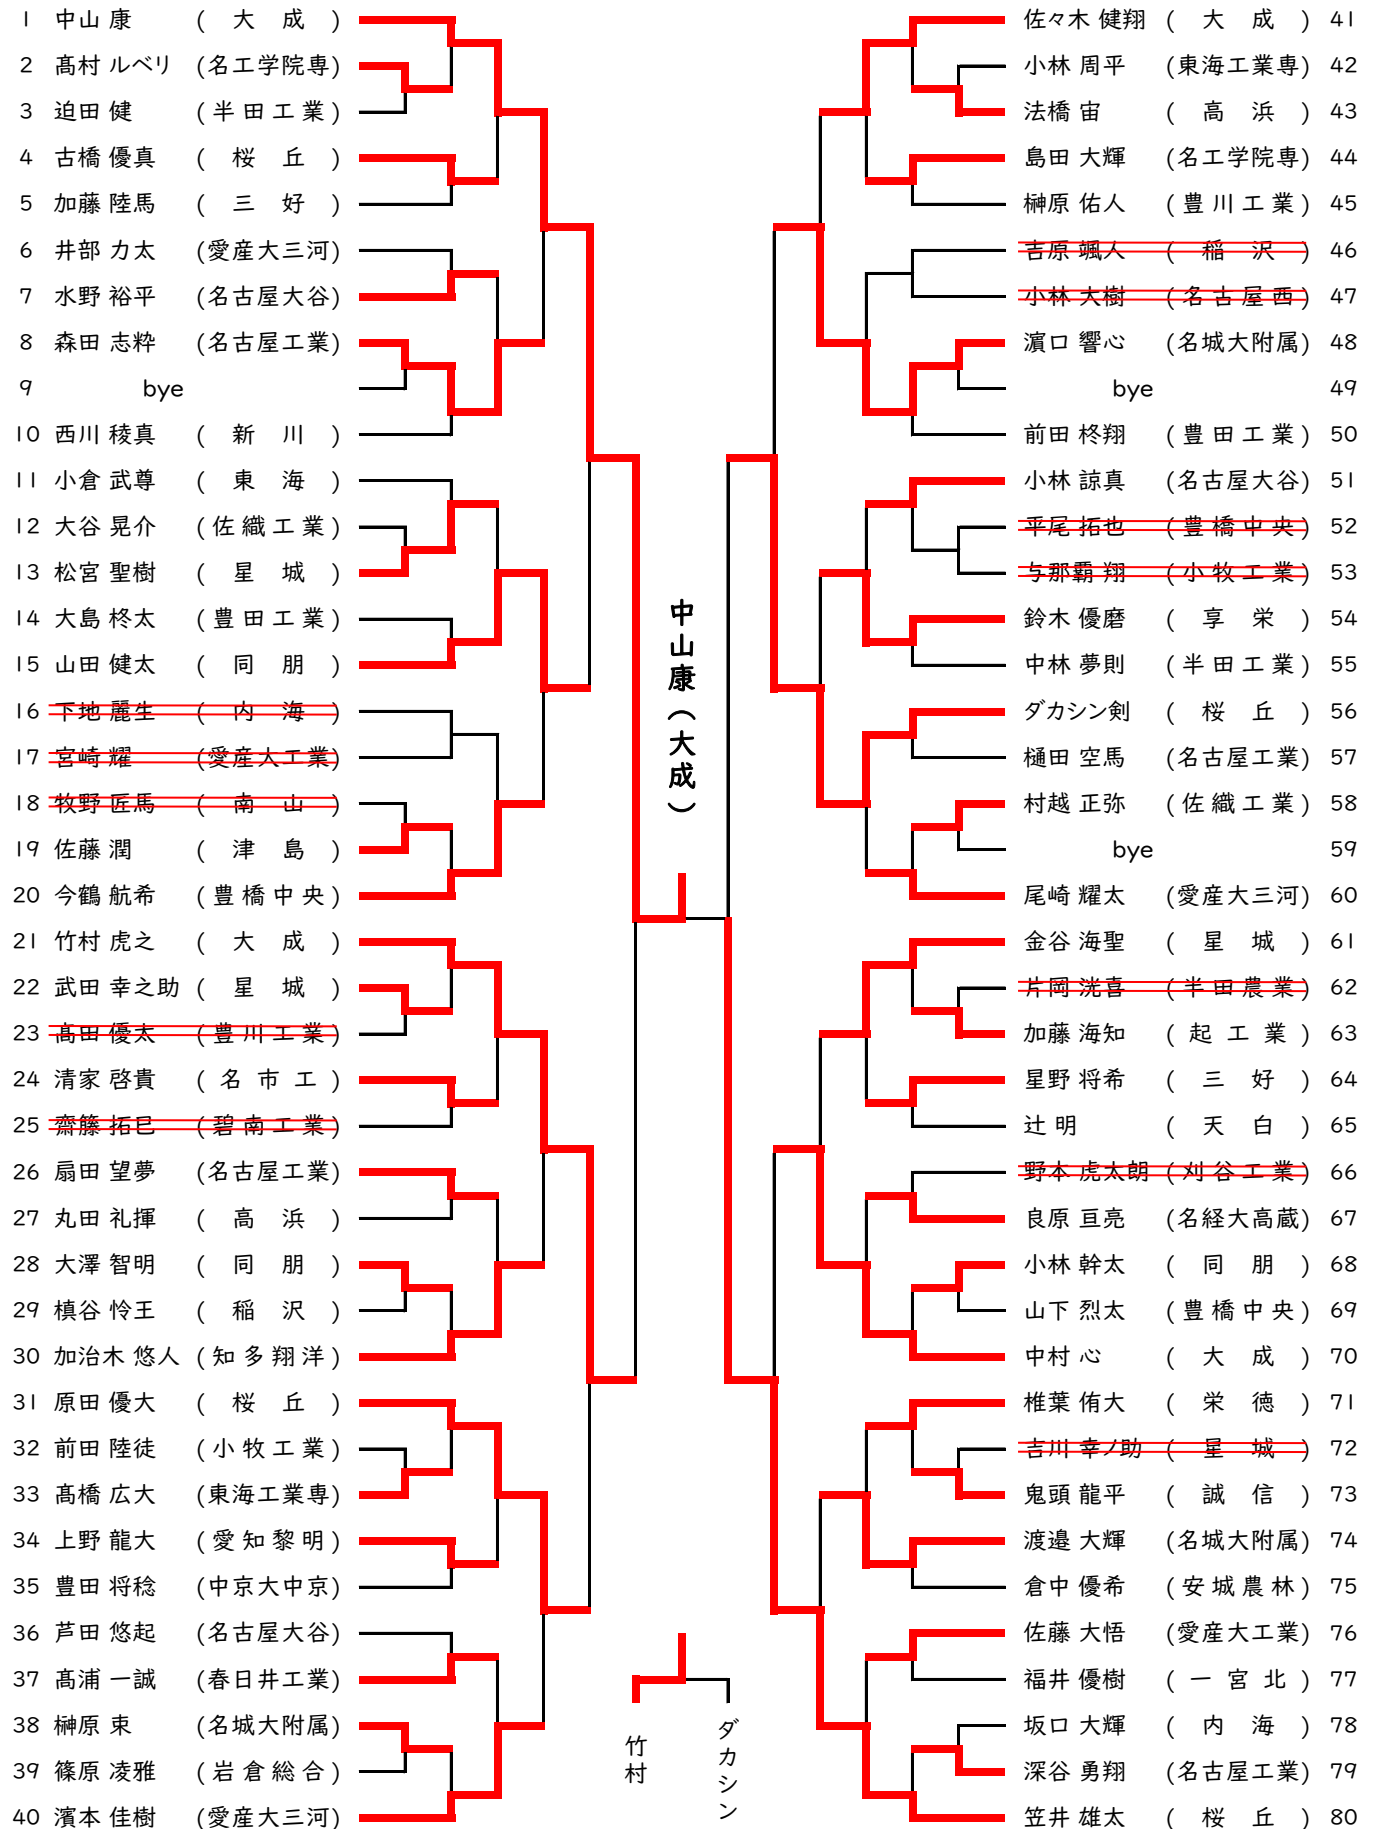 1 中山 康 ( 大 成 )
2 髙村 ルベリ (名工学院専)
3 迫田 健 (半田工業)
4 古橋 優真 ( 桜 丘 )
5 加藤 陸馬 ( 三 好 )
6 井部 力太 (愛産大三河)
7 水野 裕平 (名古屋大谷)
8 森田 志粋 (名古屋工業)
9 bye
10 西川 稜真 ( 新 川 )
11 小倉 武尊 ( 東 海 )
12 大谷 晃介 (佐織工業)
13 松宮 聖樹 ( 星 城 )
14 大島 柊太 (豊田工業)
15 山田 健太 ( 同 朋 )
16 下地 麗生 ( 内 海 )
17 宮崎 耀 (愛産大工業)
18 牧野 匠馬 ( 南 山 )
19 佐藤 潤 ( 津 島 )
20 今鶴 航希 (豊橋中央)
21 竹村 虎之 ( 大 成 )
22 武田 幸之助 ( 星 城 )
23 髙田 優太 (豊川工業)
24 清家 啓貴 ( 名 市 工 )
25 齋籐 拓巳 (碧南工業)
26 扇田 望夢 (名古屋工業)
27 丸田 礼揮 ( 高 浜 )
28 大澤 智明 ( 同 朋 )
29 槙谷 怜王 ( 稲 沢 )
30 加治木 悠人 (知多翔洋)
31 原田 優大 ( 桜 丘 )
32 前田 陸徒 (小牧工業)
33 髙橋 広大 (東海工業専)
34 上野 龍大 (愛知黎明)
35 豊田 将稔 (中京大中京)
36 芦田 悠起 (名古屋大谷)
37 髙浦 一誠 (春日井工業)
38 榊原 束 (名城大附属)
39 篠原 凌雅 (岩倉総合)
40 濱本 佳樹 (愛産大三河)
中山康（大成）
竹村
ダカシン
佐々木 健翔 ( 大 成 ) 41
小林 周平 (東海工業専) 42
法橋 宙 ( 高 浜 ) 43
島田 大輝 (名工学院専) 44
榊原 佑人 (豊川工業) 45
吉原 颯人 ( 稲 沢 ) 46
小林 大樹 (名古屋西) 47
濵口 響心 (名城大附属) 48
bye 49
前田 柊翔 (豊田工業) 50
小林 諒真 (名古屋大谷) 51
平尾 拓也 (豊橋中央) 52
与那覇 翔 (小牧工業) 53
鈴木 優磨 ( 享 栄 ) 54
中林 夢則 (半田工業) 55
ダカシン剣 ( 桜 丘 ) 56
樋田 空馬 (名古屋工業) 57
村越 正弥 (佐織工業) 58
bye 59
尾崎 耀太 (愛産大三河) 60
金谷 海聖 ( 星 城 ) 61
片岡 洸喜 (半田農業) 62
加藤 海知 ( 起 工 業 ) 63
星野 将希 ( 三 好 ) 64
辻 明 ( 天 白 ) 65
野本 虎太朗 (刈谷工業) 66
良原 亘亮 (名経大高蔵) 67
小林 幹太 ( 同 朋 ) 68
山下 烈太 (豊橋中央) 69
中村 心 ( 大 成 ) 70
椎葉 侑大 ( 栄 徳 ) 71
吉川 幸ノ助 ( 星 城 ) 72
鬼頭 龍平 ( 誠 信 ) 73
渡邉 大輝 (名城大附属) 74
倉中 優希 (安城農林) 75
佐藤 大悟 (愛産大工業) 76
福井 優樹 ( 一 宮 北 ) 77
坂口 大輝 ( 内 海 ) 78
深谷 勇翔 (名古屋工業) 79
笠井 雄太 ( 桜 丘 ) 80